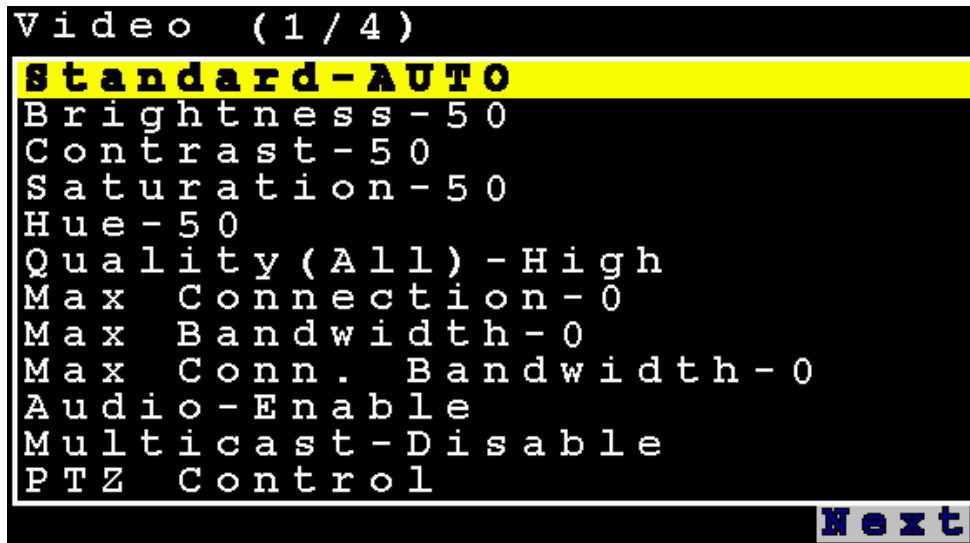 Video (1/4)
Standard-AUTO
Brightness-50
Contrast-50
Saturation-50
Hue-50
Quality(All)-High
Max Connection-0
Max Bandwidth-0
Max Conn. Bandwidth-0
Audio-Enable
Multicast-Disable
PTZ Control
Next